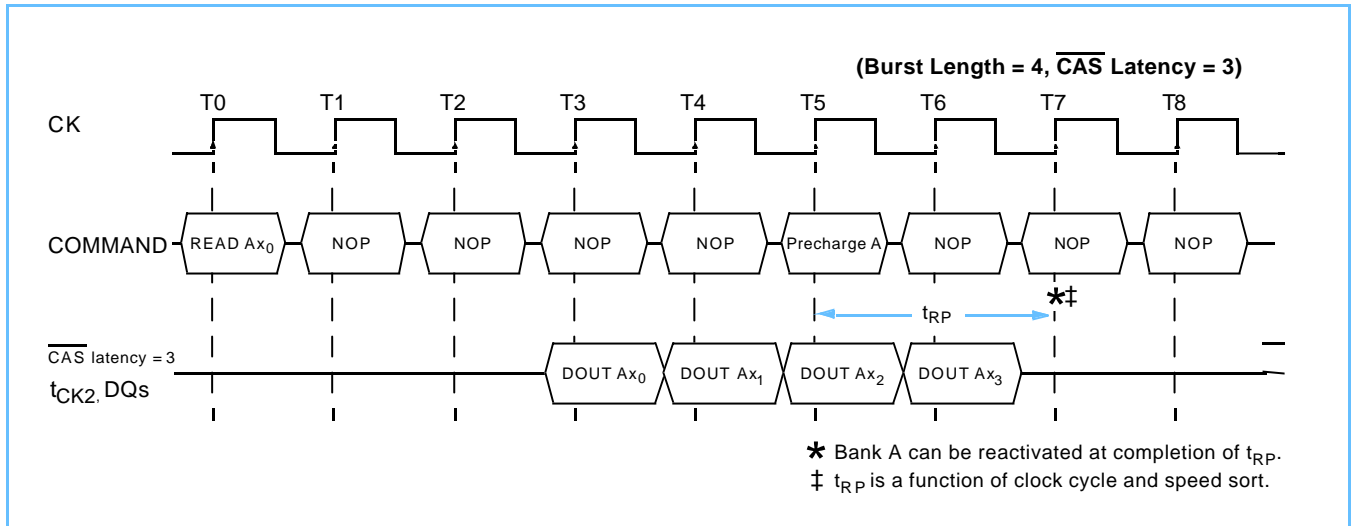 (Burst Length = 4, CAS Latency = 3)
T0 T1 T2 T3 T4 T5 T6 T7 T8
CK
COMMAND READ Ax0 NOP NOP NOP NOP Precharge A NOP NOP NOP
*‡
tRP
CAS latency = 3
tCK2, DQs DOUT Ax0 DOUT Ax1 DOUT Ax2 DOUT Ax3
* Bank A can be reactivated at completion of tRP.
‡ tRP is a function of clock cycle and speed sort.